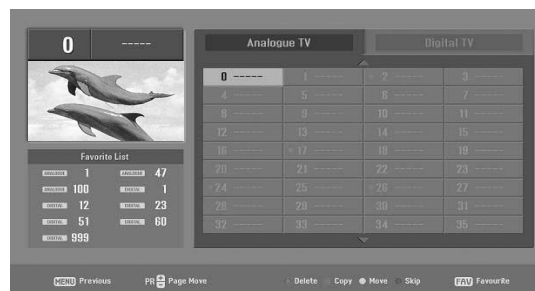 0 -----
Analogue TV Digital TV
0 ----- 1 ----- 2 ----- 3 -----
4 ----- 5 ----- 6 ----- 7 -----
8 ----- 9 ----- 10 ----- 11 -----
12 ----- 13 ----- 14 ----- 15 -----
16 ----- 17 ----- 18 ----- 19 -----
20 ----- 21 ----- 22 ----- 23 -----
24 ----- 25 ----- 26 ----- 27 -----
28 ----- 29 ----- 30 ----- 31 -----
32 ----- 33 ----- 34 ----- 35 -----
Favorite List
ANALOGUE 1 ANALOGUE 47
ANALOGUE 100 DIGITAL 1
DIGITAL 12 DIGITAL 23
DIGITAL 51 DIGITAL 60
DIGITAL 999
MENU Previous PR Page Move Delete Copy Move Skip FAV Favourite